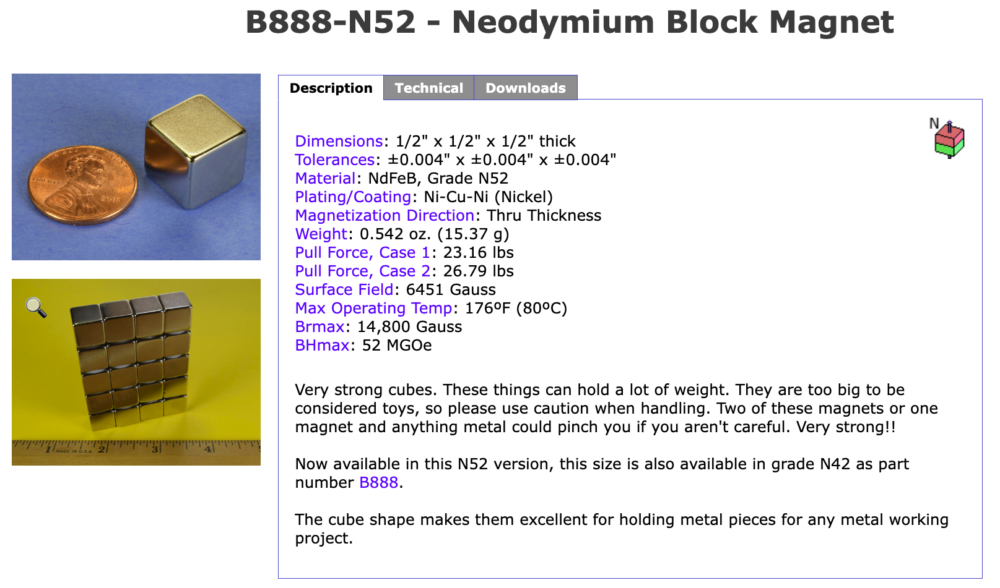 B888-N52 - Neodymium Block Magnet
Description Technical Downloads
N
Dimensions: 1/2" x 1/2" x 1/2" thick
Tolerances: ±0.004" x ±0.004" x ±0.004"
Material: NdFeB, Grade N52
Plating/Coating: Ni-Cu-Ni (Nickel)
Magnetization Direction: Thru Thickness
Weight: 0.542 oz. (15.37 g)
Pull Force, Case 1: 23.16 lbs
Pull Force, Case 2: 26.79 lbs
Surface Field: 6451 Gauss
Max Operating Temp: 176ºF (80ºC)
Brmax: 14,800 Gauss
BHmax: 52 MGOe
Very strong cubes. These things can hold a lot of weight. They are too big to be
considered toys, so please use caution when handling. Two of these magnets or one
magnet and anything metal could pinch you if you aren't careful. Very strong!!
Now available in this N52 version, this size is also available in grade N42 as part
number B888.
The cube shape makes them excellent for holding metal pieces for any metal working
project.
LIBERTY
1 MADE IN U.S.A. 2 3 4